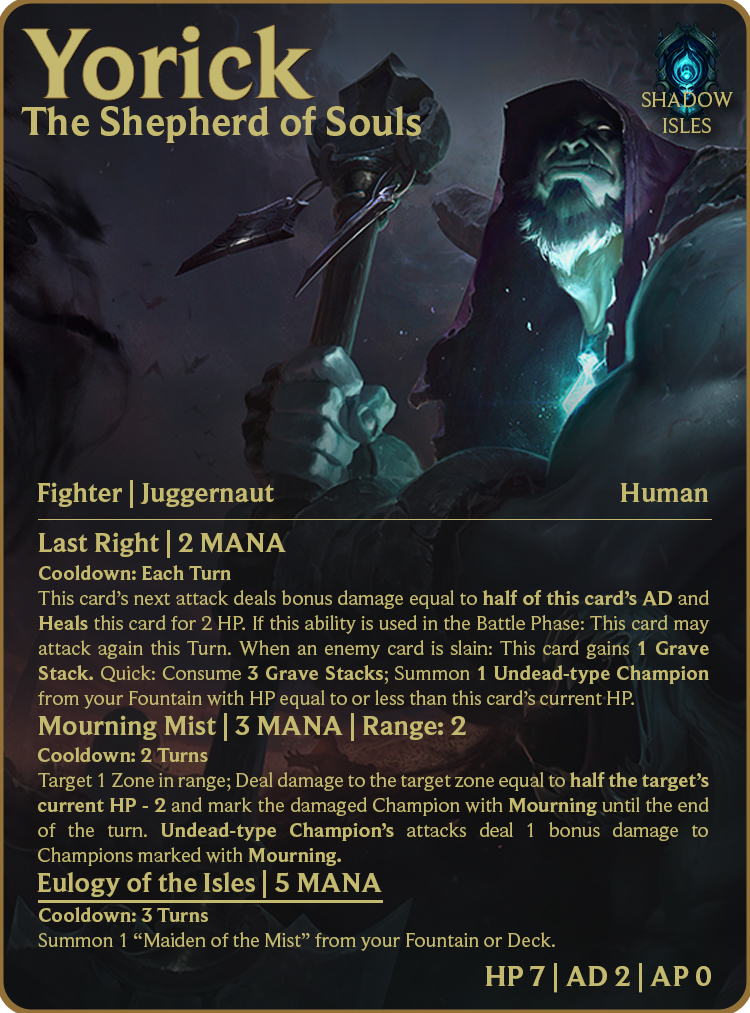 Yorick
The Shepherd of Souls
SHADOW
ISLES
Fighter | Juggernaut
Human
Last Right | 2 MANA
Cooldown: Each Turn
This card's next attack deals bonus damage equal to half of this card's AD and
Heals this card for 2 HP. If this ability is used in the Battle Phase: This card may
attack again this Turn. When an enemy card is slain: This card gains 1 Grave
Stack. Quick: Consume 3 Grave Stacks; Summon 1 Undead-type Champion
from your Fountain with HP equal to or less than this card's current HP.
Mourning Mist | 3 MANA | Range: 2
Cooldown: 2 Turns
Target 1 Zone in range; Deal damage to the target zone equal to half the target's
current HP - 2 and mark the damaged Champion with Mourning until the end
of the turn. Undead-type Champion's attacks deal 1 bonus damage to
Champions marked with Mourning.
Eulogy of the Isles | 5 MANA
Cooldown: 3 Turns
Summon 1 “Maiden of the Mist” from your Fountain or Deck.
HP 7 | AD 2 | AP 0